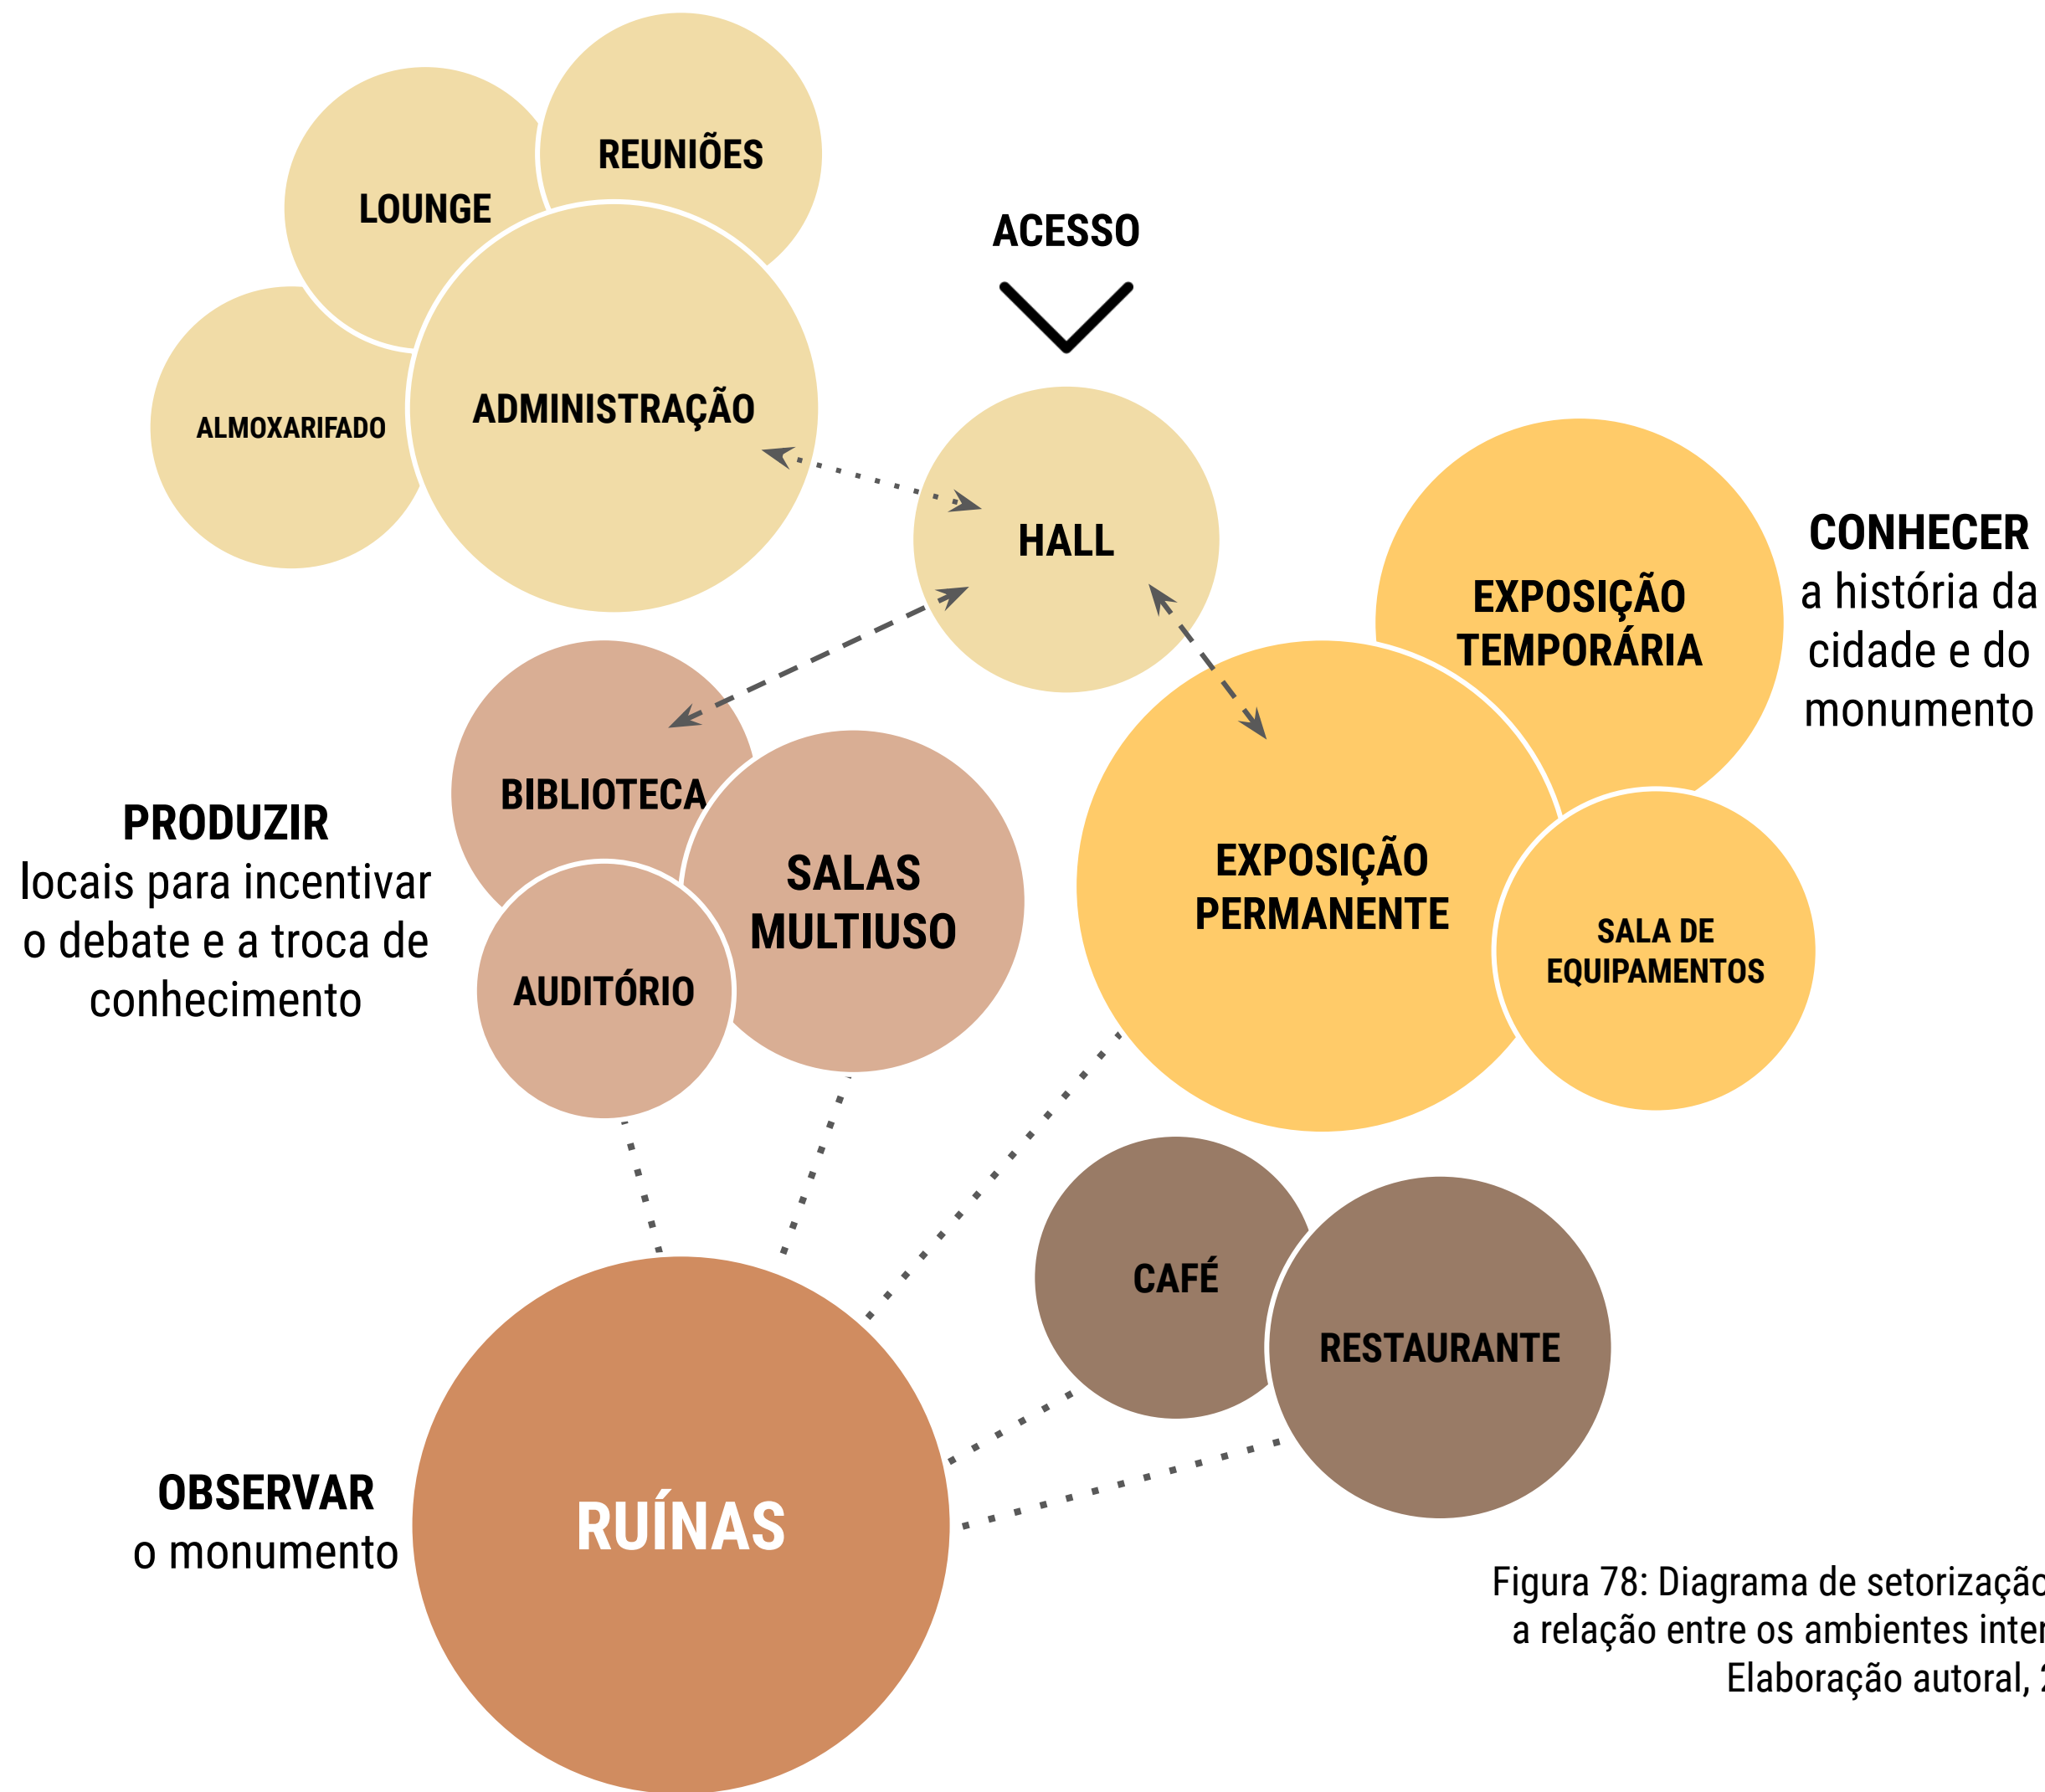 REUNIÕES
LOUNGE
ACESSO
ADMINISTRAÇÃO
ALMOXARIFADO
HALL
CONHECER
a história da
cidade e do
monumento
EXPOSIÇÃO
TEMPORÁRIA
BIBLIOTECA
PRODUZIR
locais para incentivar
o debate e a troca de
conhecimento
SALAS
MULTIUSO
EXPOSIÇÃO
PERMANENTE
SALA DE
EQUIPAMENTOS
AUDITÓRIO
CAFÉ
RESTAURANTE
OBSERVAR
o monumento
RUÍNAS
Figura 78: Diagrama de setorização
a relação entre os ambientes inter
Elaboração autoral,